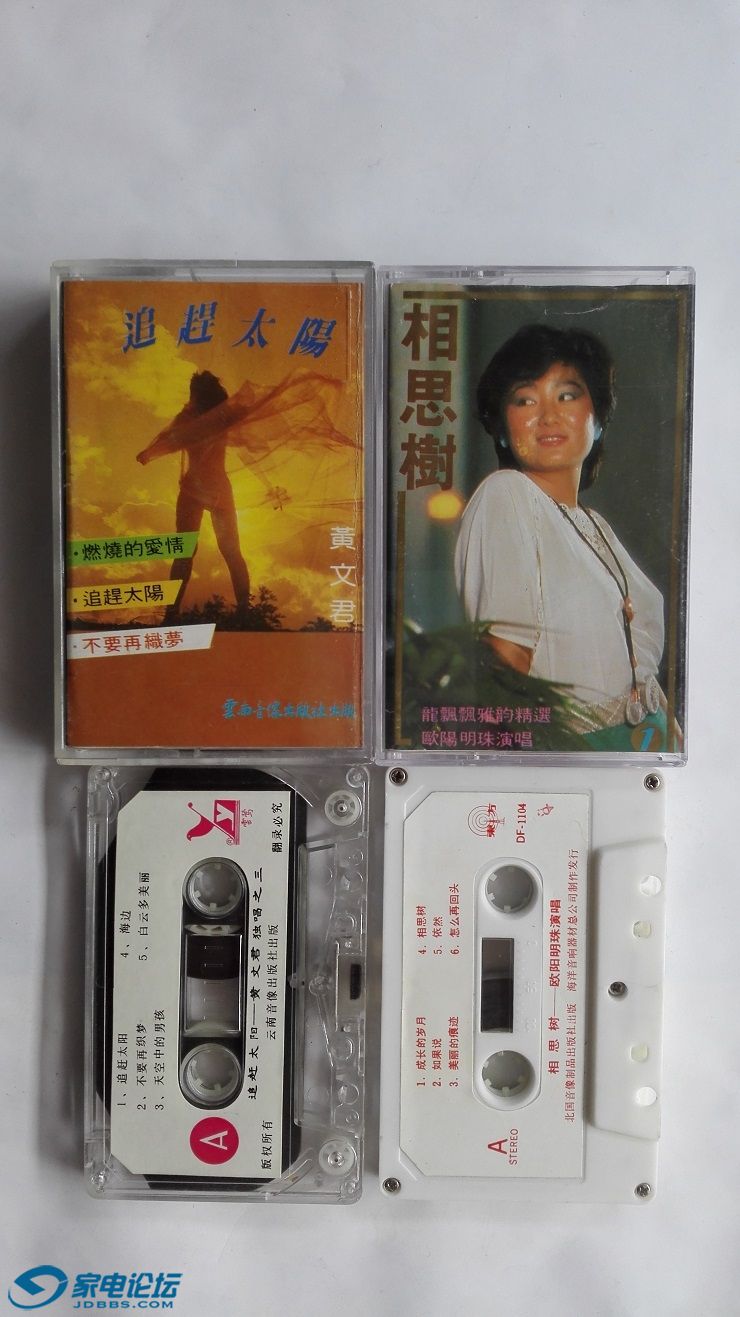 追趕太陽
黃文君
·燃燒的愛情
·追趕太陽
·不要再織夢
雲南音像出版社出版
相思樹
龍飄飄雅韵精選
歐陽明珠演唱
1
1、追赶太阳
2、不要再织梦
3、天空中的男孩
4、海边
5、白云多美丽
A
雲鶯
追赶太阳——黄文君独唱之三
云南音像出版社出版
版权所有
翻录必究
東方
DF-1104
1. 成长的岁月
2. 如果说
3. 美丽的痕迹
4. 相思树
5. 依然
6. 怎么再回头
A
STEREO
相思树——欧阳明珠演唱
北国音像制品出版社出版 海洋音响器材总公司制作发行
家电论坛
JDBBS.COM